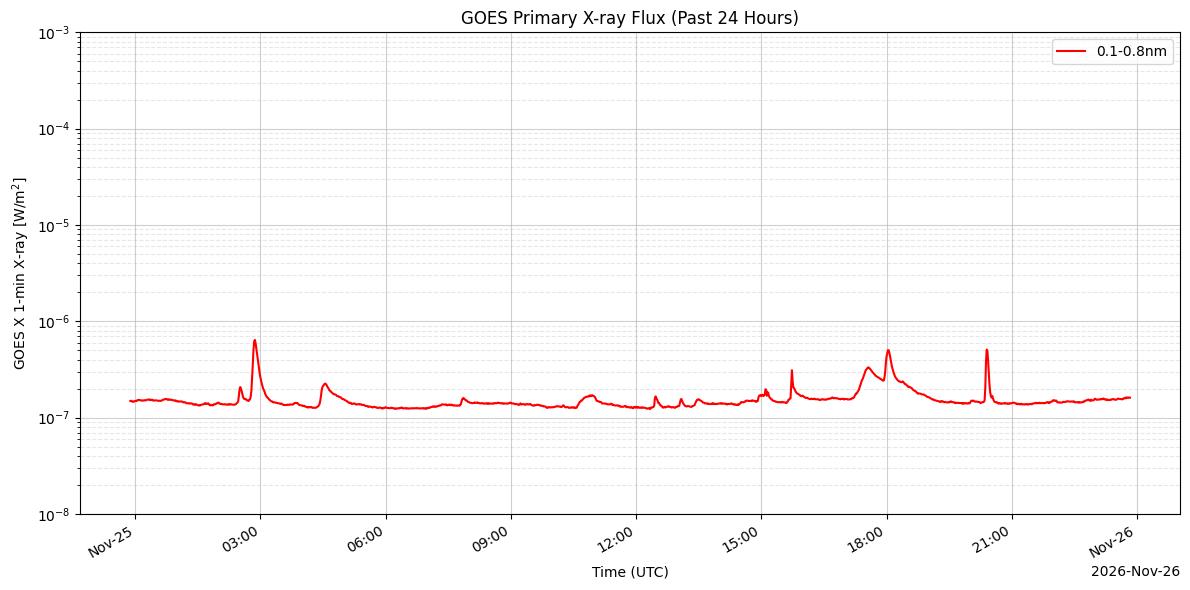 GOES Primary X-ray Flux (Past 24 Hours)
0.1-0.8nm
GOES X 1-min X-ray [W/m²]
10⁻³
10⁻⁴
10⁻⁵
10⁻⁶
10⁻⁷
10⁻⁸
Nov-25
03:00
06:00
09:00
12:00
15:00
18:00
21:00
Nov-26
Time (UTC)
2026-Nov-26